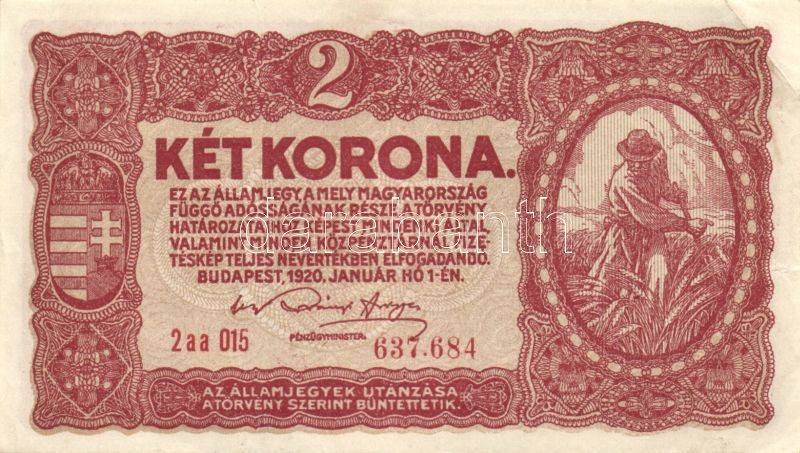 2
KÉT KORONA.
EZ AZ ÁLLAMJEGY, A MELY MAGYARORSZÁG
FÜGGŐ ADÓSSÁGÁNAK RÉSZE, A TÖRVÉNY
HATÁROZATAIHOZ KÉPEST MINDENKI ÁLTAL,
VALAMINT MINDEN KÖZPÉNZTÁRNÁL FIZE-
TÉSKÉP TELJES NÉVÉRTÉKBEN ELFOGADANDÓ.
BUDAPEST, 1920. JANUÁR HÓ 1-ÉN.
PÉNZÜGYMINISTER.
2aa 015
637.684
AZ ÁLLAMJEGYEK UTÁNZÁSA
A TÖRVÉNY SZERINT BÜNTETTETIK.
darabanth